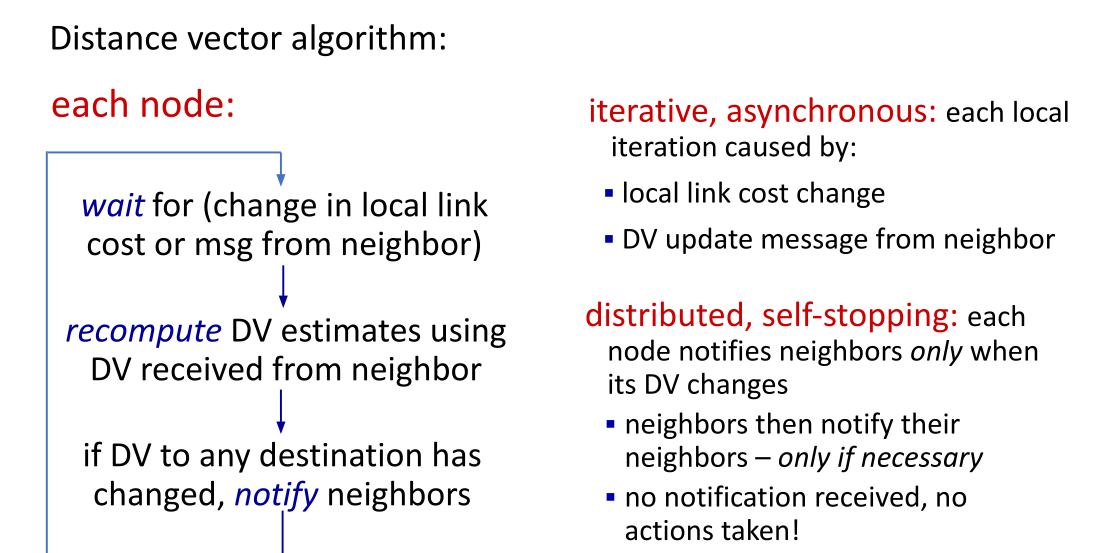 Distance vector algorithm:
each node:
wait for (change in local link
cost or msg from neighbor)
recompute DV estimates using
DV received from neighbor
if DV to any destination has
changed, notify neighbors
iterative, asynchronous: each local
iteration caused by:
▪ local link cost change
▪ DV update message from neighbor
distributed, self-stopping: each
node notifies neighbors only when
its DV changes
▪ neighbors then notify their
neighbors – only if necessary
▪ no notification received, no
actions taken!